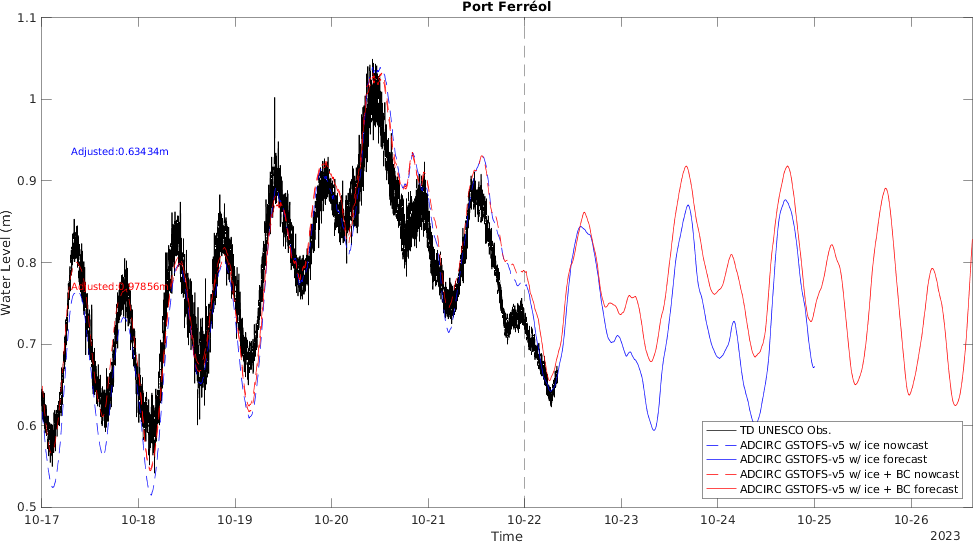 Port Ferréol
1.1
1
0.9
0.8
0.7
0.6
0.5
Water Level (m)
Adjusted:0.63434m
TD UNESCO Obs.
ADCIRC GSTOFS-v5 w/ ice nowcast
ADCIRC GSTOFS-v5 w/ ice forecast
ADCIRC GSTOFS-v5 w/ ice + BC nowcast
ADCIRC GSTOFS-v5 w/ ice + BC forecast
10-17 10-18 10-19 10-20 10-21 10-22 10-23 10-24 10-25 10-26
Time
2023